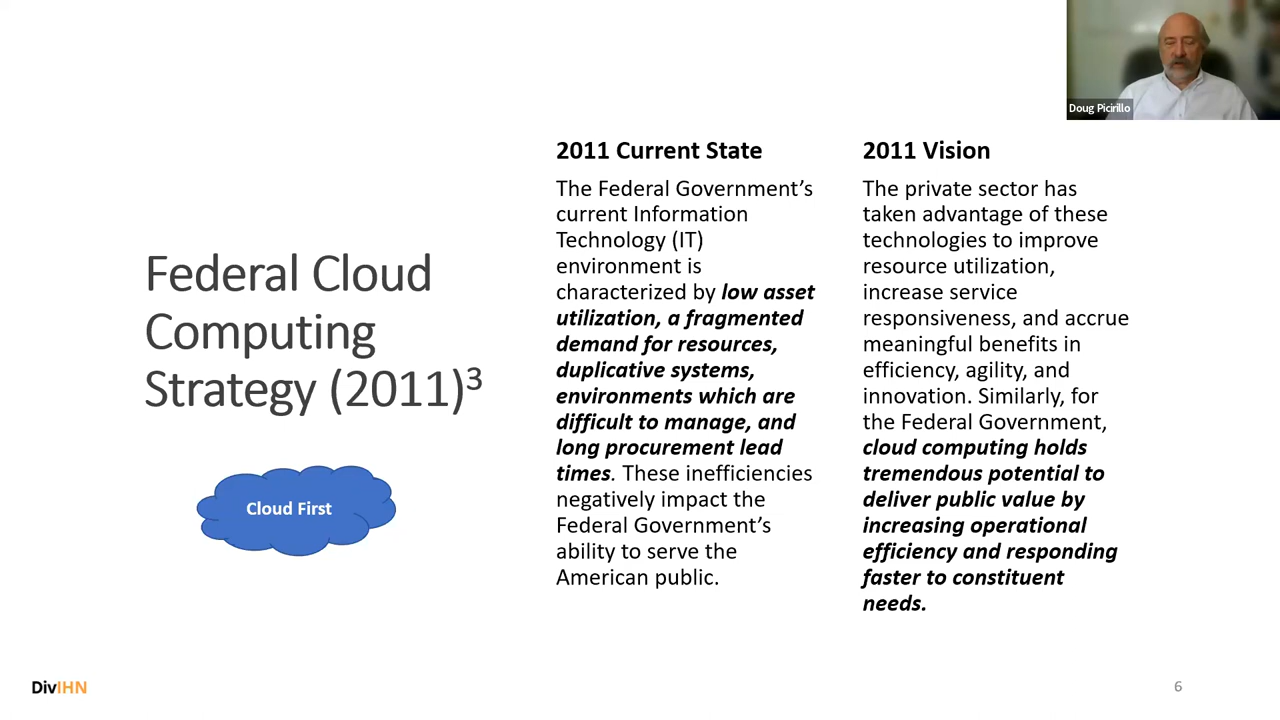 Doug Picirillo
Federal Cloud
Computing
Strategy (2011)³
Cloud First
2011 Current State
The Federal Government’s
current Information
Technology (IT)
environment is
characterized by low asset
utilization, a fragmented
demand for resources,
duplicative systems,
environments which are
difficult to manage, and
long procurement lead
times. These inefficiencies
negatively impact the
Federal Government’s
ability to serve the
American public.
2011 Vision
The private sector has
taken advantage of these
technologies to improve
resource utilization,
increase service
responsiveness, and accrue
meaningful benefits in
efficiency, agility, and
innovation. Similarly, for
the Federal Government,
cloud computing holds
tremendous potential to
deliver public value by
increasing operational
efficiency and responding
faster to constituent
needs.
DivIHN
6